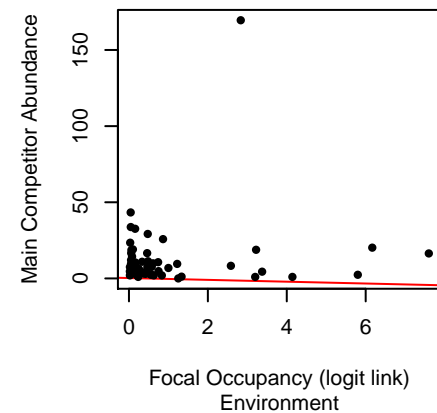 Main Competitor Abundance
150
100
50
0
0 2 4 6
Focal Occupancy (logit link)
Environment